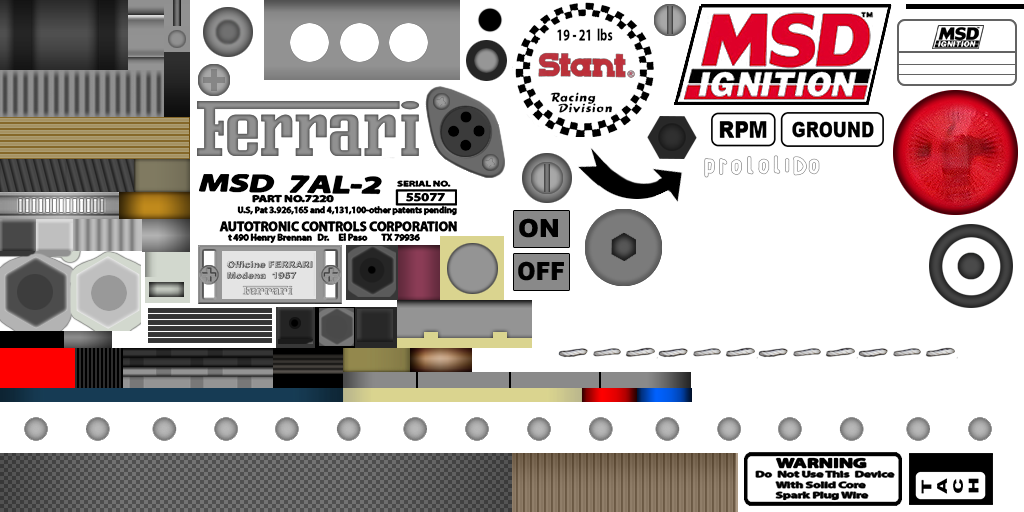 19-21 lbs
Stant®
Racing
Division
MSD™
IGNITION
MSD
IGNITION
RPM
GROUND
prololiDo
Ferrari
MSD 7AL-2
PART NO.7220
SERIAL NO.
55077
U,S, Pat 3.926,165 and 4,131,100-other patents pending
AUTOTRONIC CONTROLS CORPORATION
t 490 Henry Brennan Dr. El Paso TX 79936
ON
OFF
Officine FERRARI
Modena 1967
Ferrari
WARNING
Do Not Use This Device
With Solid Core
Spark Plug Wire
TACH